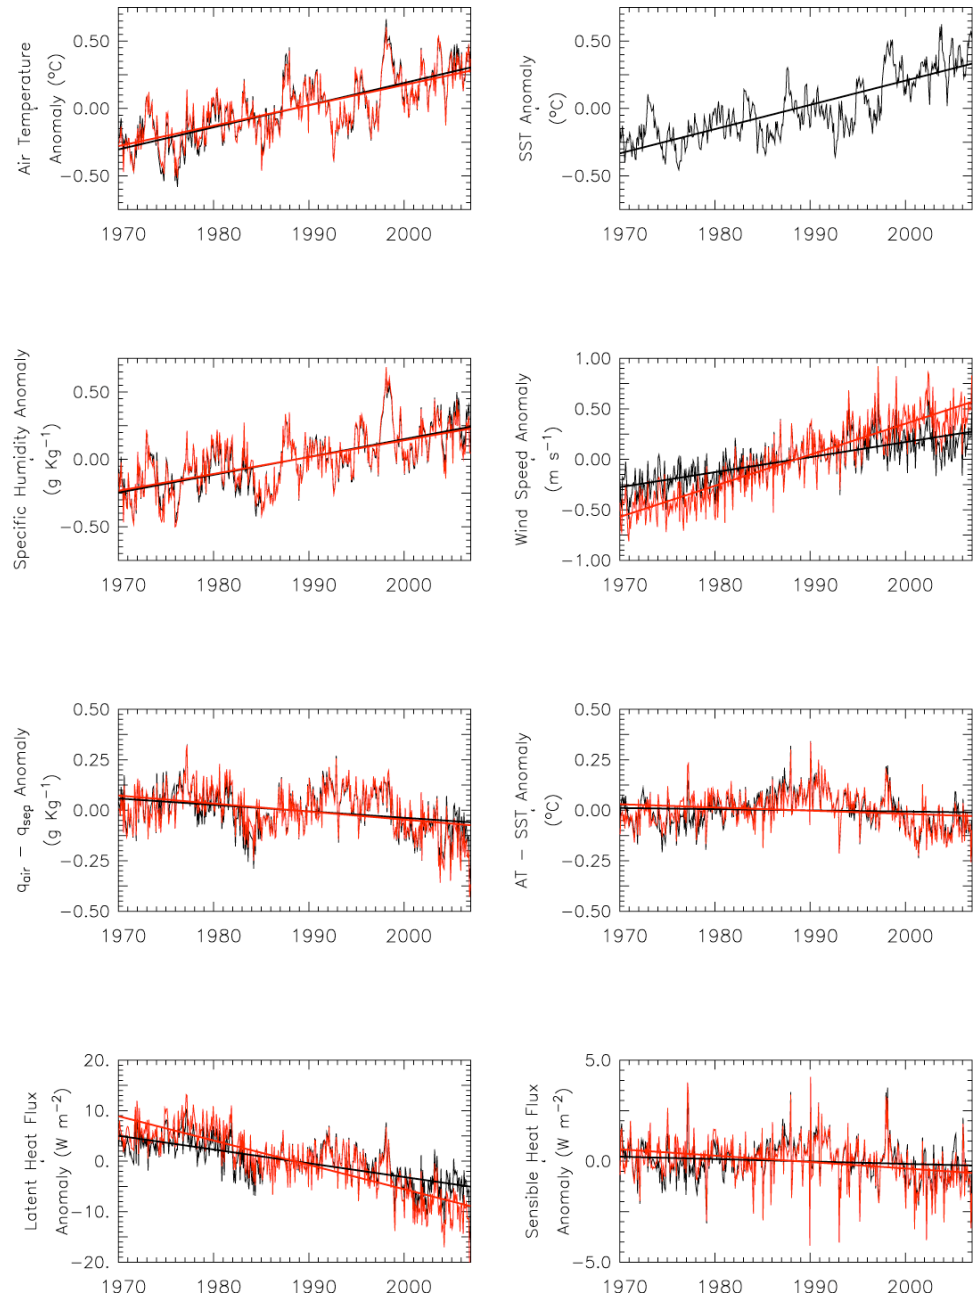 Air Temperature
Anomaly (°C)
0.50
0.00
−0.50
1970 1980 1990 2000
SST Anomaly
(°C)
0.50
0.00
−0.50
1970 1980 1990 2000
Specific Humidity Anomaly
(g Kg⁻¹)
0.50
0.00
−0.50
1970 1980 1990 2000
Wind Speed Anomaly
(m s⁻¹)
1.00
0.50
0.00
−0.50
−1.00
1970 1980 1990 2000
qair − qsep Anomaly
(g Kg⁻¹)
0.50
0.25
0.00
−0.25
−0.50
1970 1980 1990 2000
AT − SST Anomaly
(°C)
0.50
0.25
0.00
−0.25
−0.50
1970 1980 1990 2000
Latent Heat Flux
Anomaly (W m⁻²)
20.
10.
0.
−10.
−20.
1970 1980 1990 2000
Sensible Heat Flux
Anomaly (W m⁻²)
5.0
0.0
−5.0
1970 1980 1990 2000